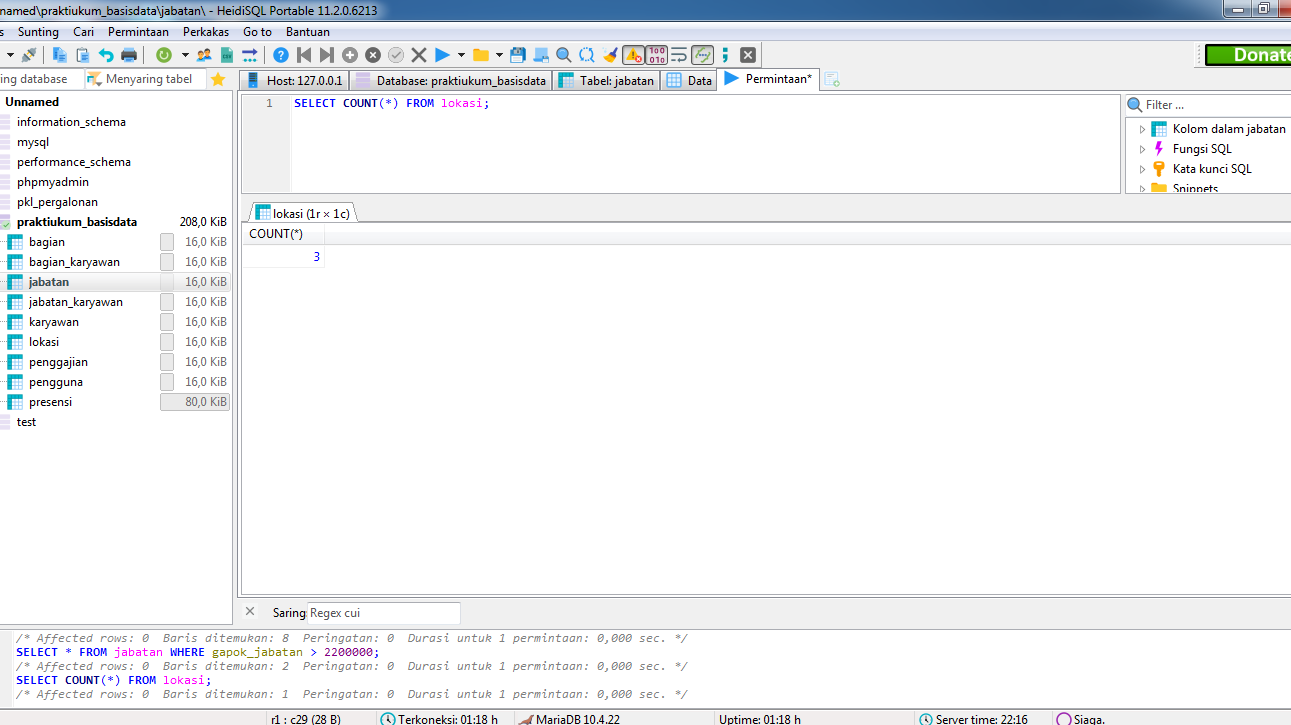 named\praktiukum_basisdata\jabatan\ - HeidiSQL Portable 11.2.0.6213
s Sunting Cari Permintaan Perkakas Go to Bantuan
Donate
ing database Menyaring tabel Host: 127.0.0.1 Database: praktiukum_basisdata Tabel: jabatan Data Permintaan*
Unnamed
information_schema
mysql
performance_schema
phpmyadmin
pkl_pergalonan
praktiukum_basisdata 208,0 KiB
bagian 16,0 KiB
bagian_karyawan 16,0 KiB
jabatan 16,0 KiB
jabatan_karyawan 16,0 KiB
karyawan 16,0 KiB
lokasi 16,0 KiB
penggajian 16,0 KiB
pengguna 16,0 KiB
presensi 80,0 KiB
test
1 SELECT COUNT(*) FROM lokasi;
Filter ...
Kolom dalam jabatan
Fungsi SQL
Kata kunci SQL
Snippets
lokasi (1r × 1c)
COUNT(*)
3
Saring: Regex cui
/* Affected rows: 0 Baris ditemukan: 8 Peringatan: 0 Durasi untuk 1 permintaan: 0,000 sec. */
SELECT * FROM jabatan WHERE gapok_jabatan > 2200000;
/* Affected rows: 0 Baris ditemukan: 2 Peringatan: 0 Durasi untuk 1 permintaan: 0,000 sec. */
SELECT COUNT(*) FROM lokasi;
/* Affected rows: 0 Baris ditemukan: 1 Peringatan: 0 Durasi untuk 1 permintaan: 0,000 sec. */
r1 : c29 (28 B) Terkoneksi: 01:18 h MariaDB 10.4.22 Uptime: 01:18 h Server time: 22:16 Siaga.